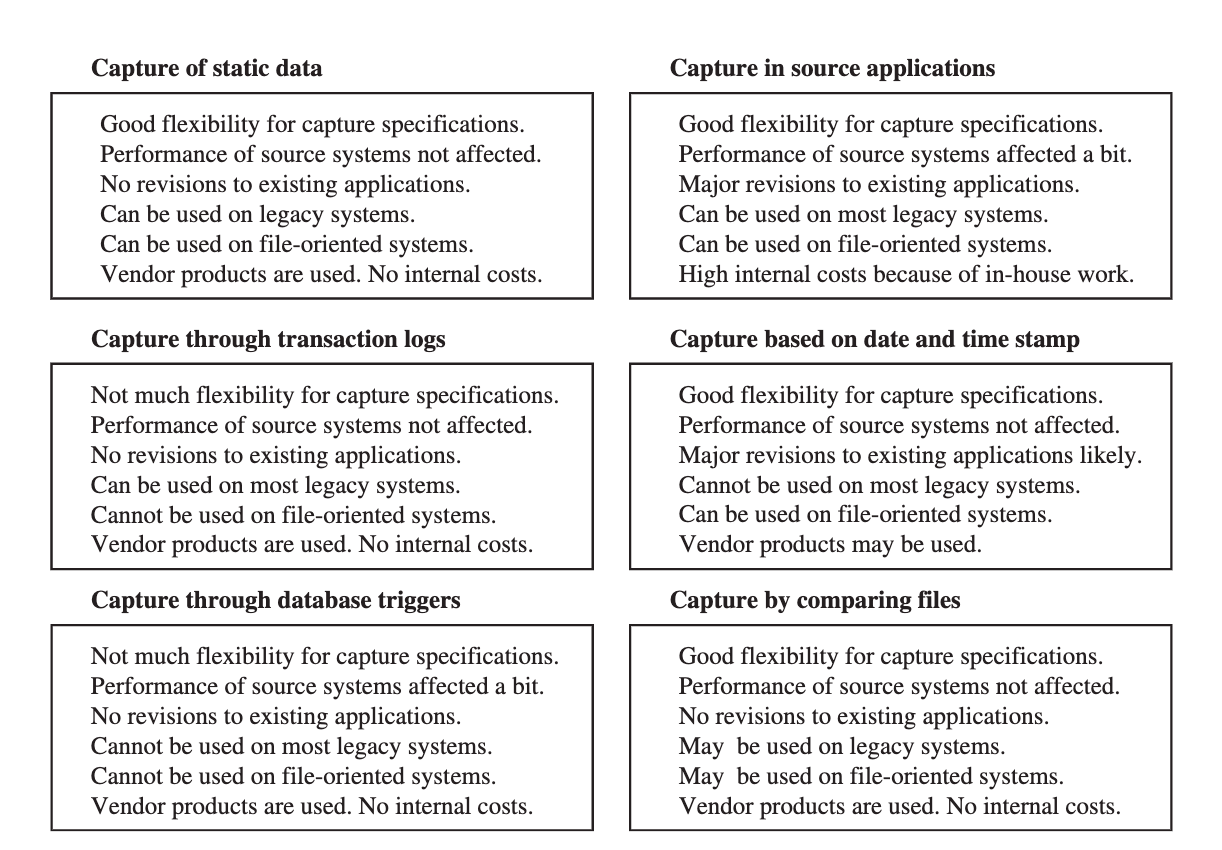 Capture of static data
Good flexibility for capture specifications.
Performance of source systems not affected.
No revisions to existing applications.
Can be used on legacy systems.
Can be used on file-oriented systems.
Vendor products are used. No internal costs.
Capture in source applications
Good flexibility for capture specifications.
Performance of source systems affected a bit.
Major revisions to existing applications.
Can be used on most legacy systems.
Can be used on file-oriented systems.
High internal costs because of in-house work.
Capture through transaction logs
Not much flexibility for capture specifications.
Performance of source systems not affected.
No revisions to existing applications.
Can be used on most legacy systems.
Cannot be used on file-oriented systems.
Vendor products are used. No internal costs.
Capture based on date and time stamp
Good flexibility for capture specifications.
Performance of source systems not affected.
Major revisions to existing applications likely.
Cannot be used on most legacy systems.
Can be used on file-oriented systems.
Vendor products may be used.
Capture through database triggers
Not much flexibility for capture specifications.
Performance of source systems affected a bit.
No revisions to existing applications.
Cannot be used on most legacy systems.
Cannot be used on file-oriented systems.
Vendor products are used. No internal costs.
Capture by comparing files
Good flexibility for capture specifications.
Performance of source systems not affected.
No revisions to existing applications.
May be used on legacy systems.
May be used on file-oriented systems.
Vendor products are used. No internal costs.